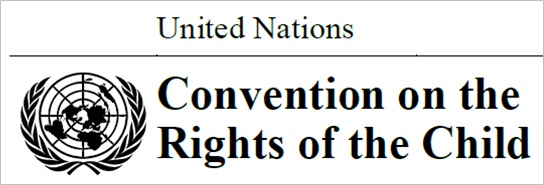 United Nations
Convention on the
Rights of the Child